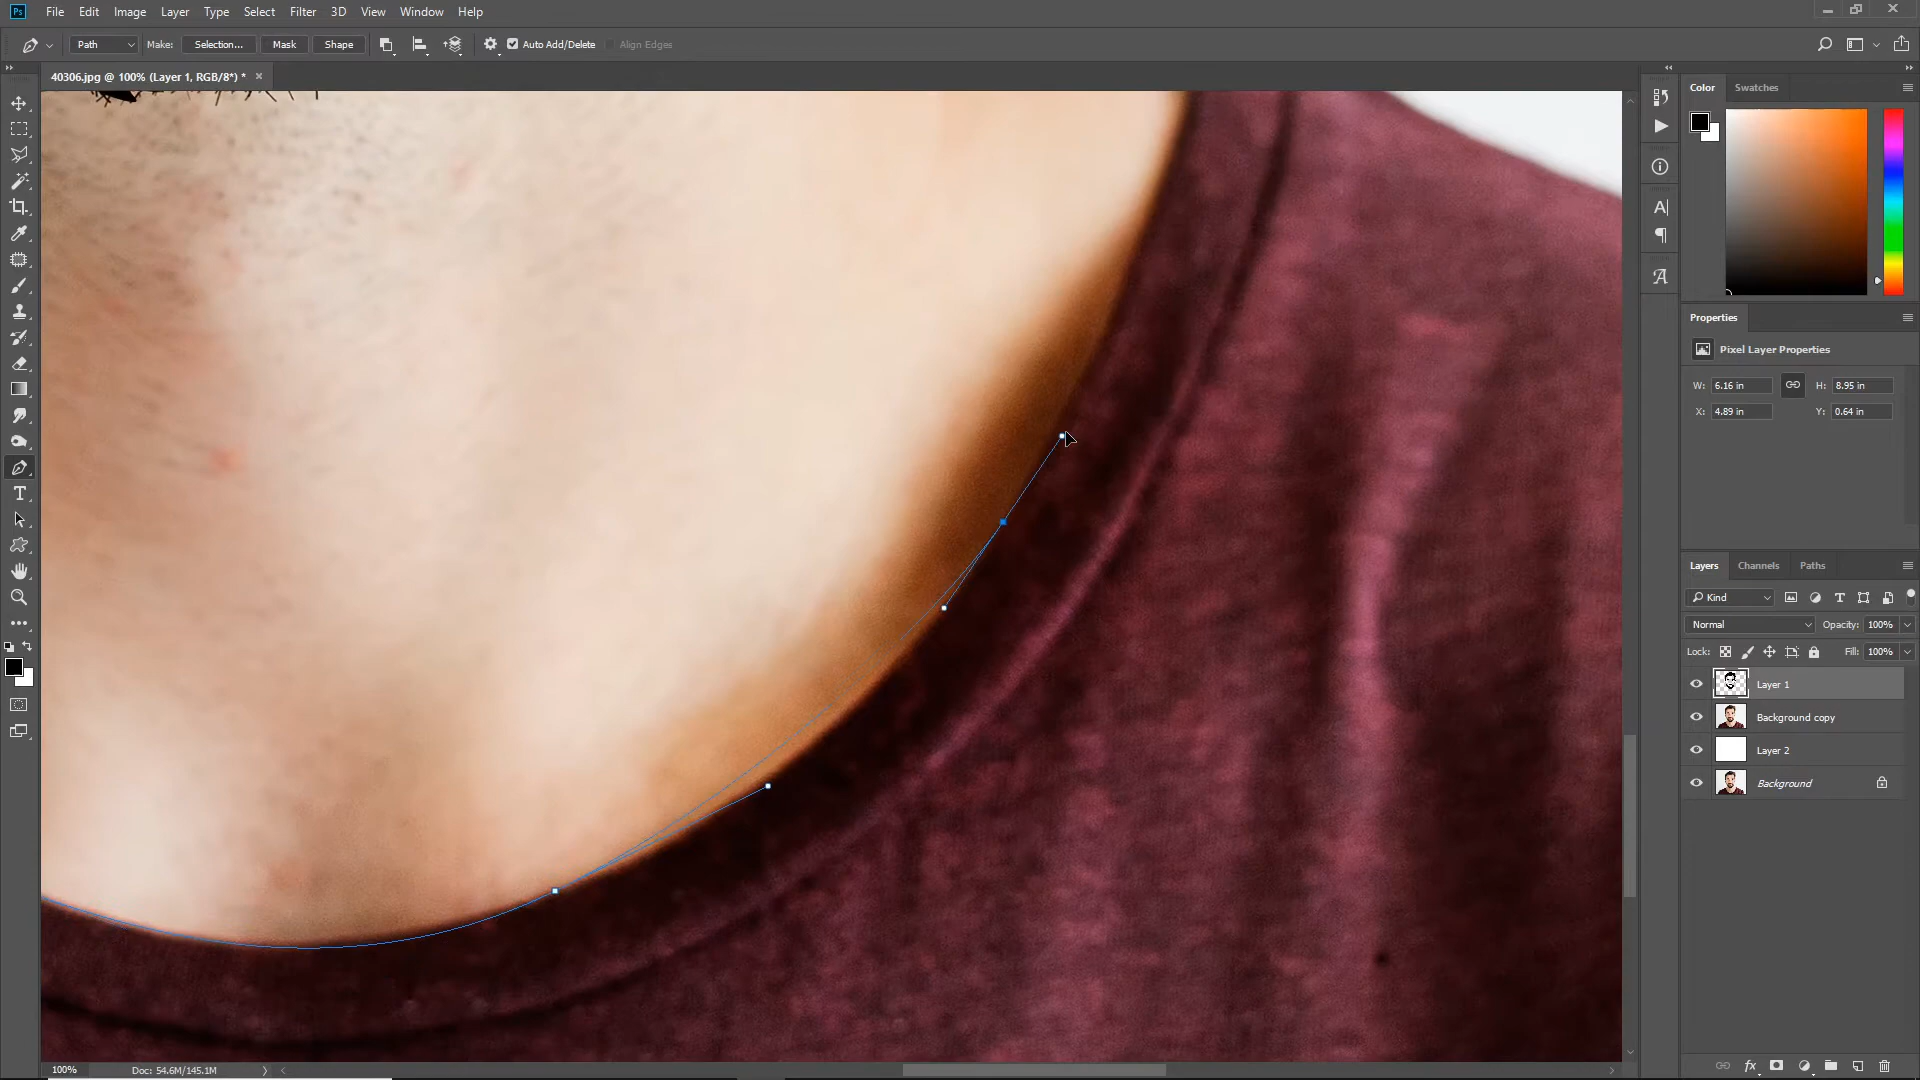 Ps File Edit Image Layer Type Select Filter 3D View Window Help
Path Make: Selection... Mask Shape Auto Add/Delete Align Edges
40306.jpg @ 100% (Layer 1, RGB/8*) *
Color Swatches
Properties
Pixel Layer Properties
W: 6.16 in H: 8.95 in
X: 4.89 in Y: 0.64 in
Layers Channels Paths
Kind
Normal Opacity: 100%
Lock: Fill: 100%
Layer 1
Background copy
Layer 2
Background
100% Doc: 54.6M/145.1M